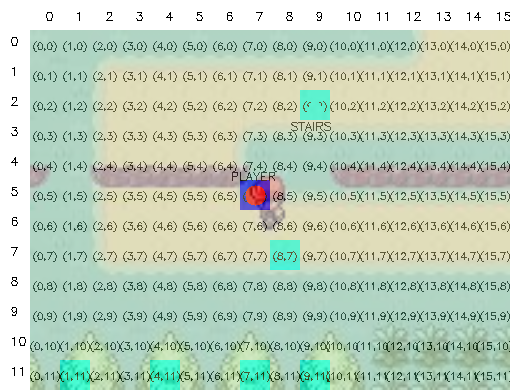 0 1 2 3 4 5 6 7 8 9 10 11 12 13 14 15
0 (0,0) (1,0) (2,0) (3,0) (4,0) (5,0) (6,0) (7,0) (8,0) (9,0) (10,0) (11,0) (12,0) (13,0) (14,0) (15,0)
1 (0,1) (1,1) (2,1) (3,1) (4,1) (5,1) (6,1) (7,1) (8,1) (9,1) (10,1) (11,1) (12,1) (13,1) (14,1) (15,1)
2 (0,2) (1,2) (2,2) (3,2) (4,2) (5,2) (6,2) (7,2) (8,2) (10,2) (11,2) (12,2) (13,2) (14,2) (15,2)
STAIRS
3 (0,3) (1,3) (2,3) (3,3) (4,3) (5,3) (6,3) (7,3) (8,3) (9,3) (10,3) (11,3) (12,3) (13,3) (14,3) (15,3)
4 (0,4) (1,4) (2,4) (3,4) (4,4) (5,4) (6,4) (7,4) (8,4) (9,4) (10,4) (11,4) (12,4) (13,4) (14,4) (15,4)
PLAYER
5 (0,5) (1,5) (2,5) (3,5) (4,5) (5,5) (6,5) (8,5) (9,5) (10,5) (11,5) (12,5) (13,5) (14,5) (15,5)
6 (0,6) (1,6) (2,6) (3,6) (4,6) (5,6) (6,6) (7,6) (8,6) (9,6) (10,6) (11,6) (12,6) (13,6) (14,6) (15,6)
7 (0,7) (1,7) (2,7) (3,7) (4,7) (5,7) (6,7) (7,7) (8,7) (9,7) (10,7) (11,7) (12,7) (13,7) (14,7) (15,7)
8 (0,8) (1,8) (2,8) (3,8) (4,8) (5,8) (6,8) (7,8) (8,8) (9,8) (10,8) (11,8) (12,8) (13,8) (14,8) (15,8)
9 (0,9) (1,9) (2,9) (3,9) (4,9) (5,9) (6,9) (7,9) (8,9) (9,9) (10,9) (11,9) (12,9) (13,9) (14,9) (15,9)
10 (0,10) (1,10) (2,10) (3,10) (4,10) (5,10) (6,10) (7,10) (8,10) (9,10) (10,10) (11,10) (12,10) (13,10) (14,10) (15,10)
11 (0,11) (1,11) (2,11) (3,11) (4,11) (5,11) (6,11) (7,11) (8,11) (9,11) (10,11) (11,11) (12,11) (13,11) (14,11) (15,11)